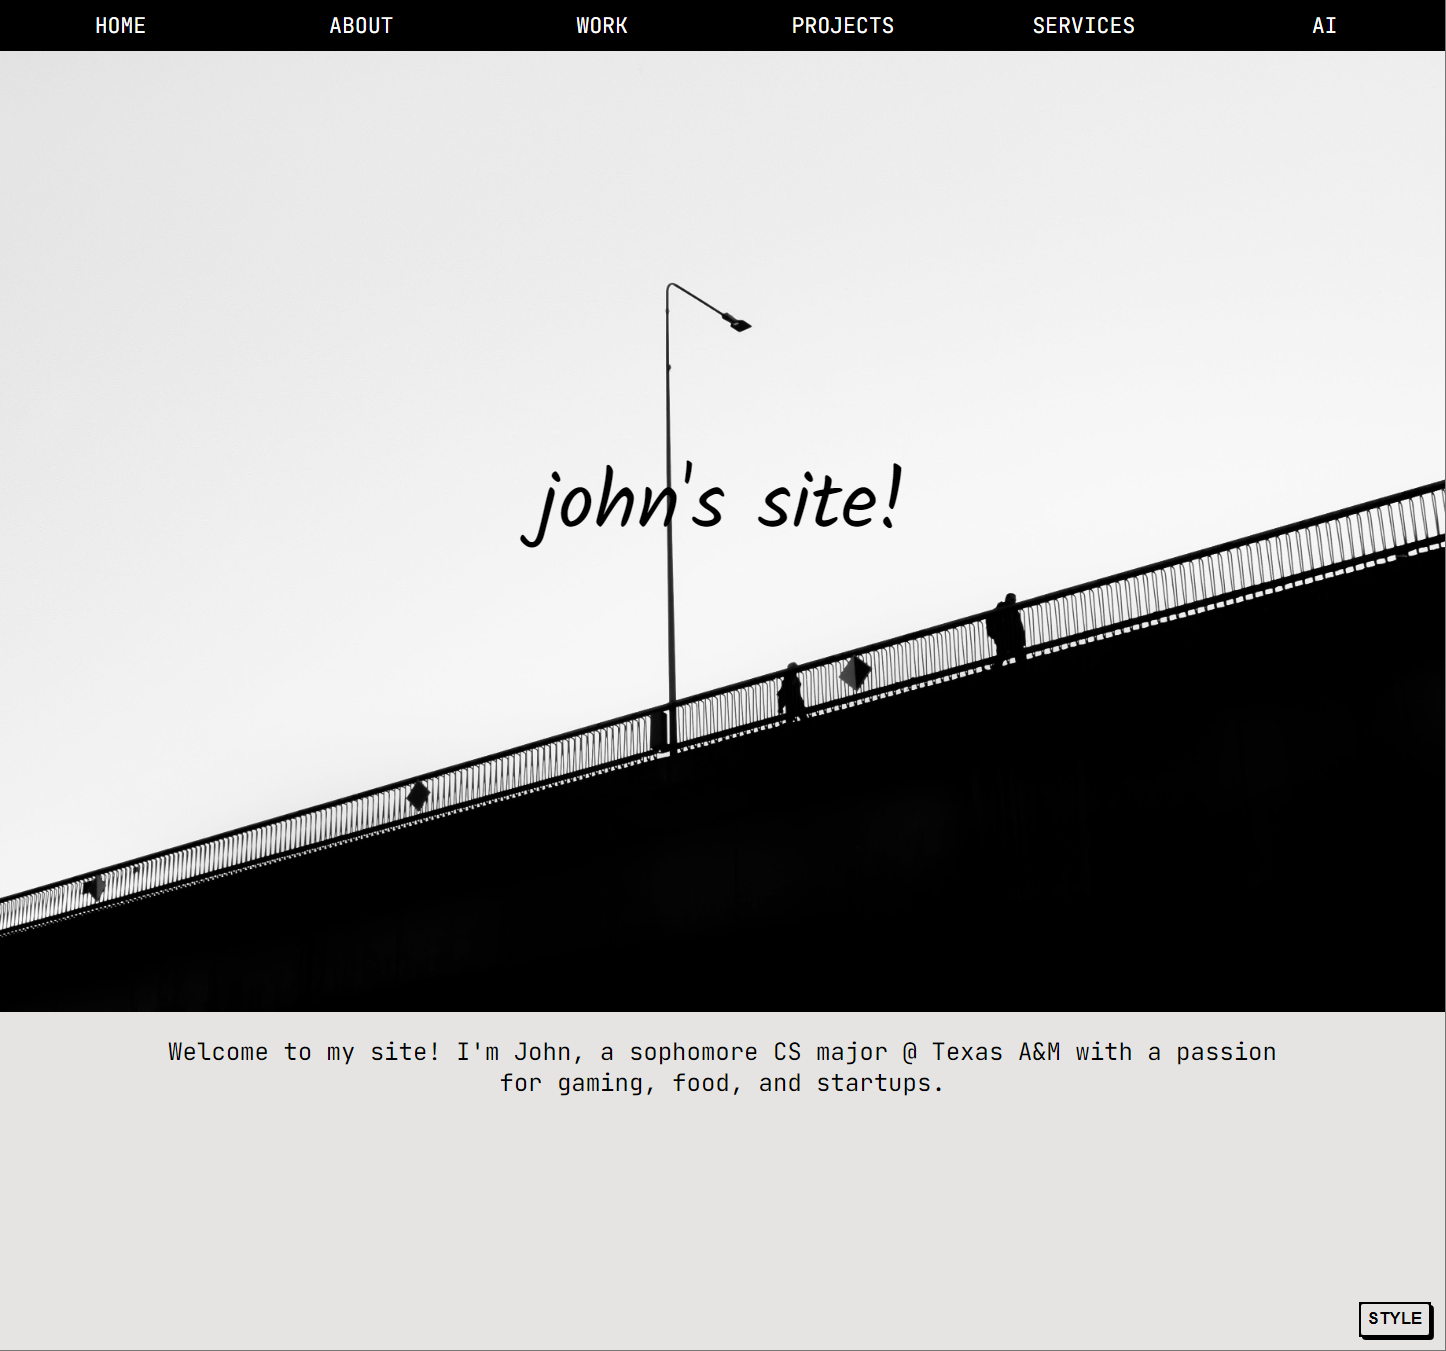 HOME ABOUT WORK PROJECTS SERVICES AI
john's site!
Welcome to my site! I'm John, a sophomore CS major @ Texas A&M with a passion
for gaming, food, and startups.
STYLE